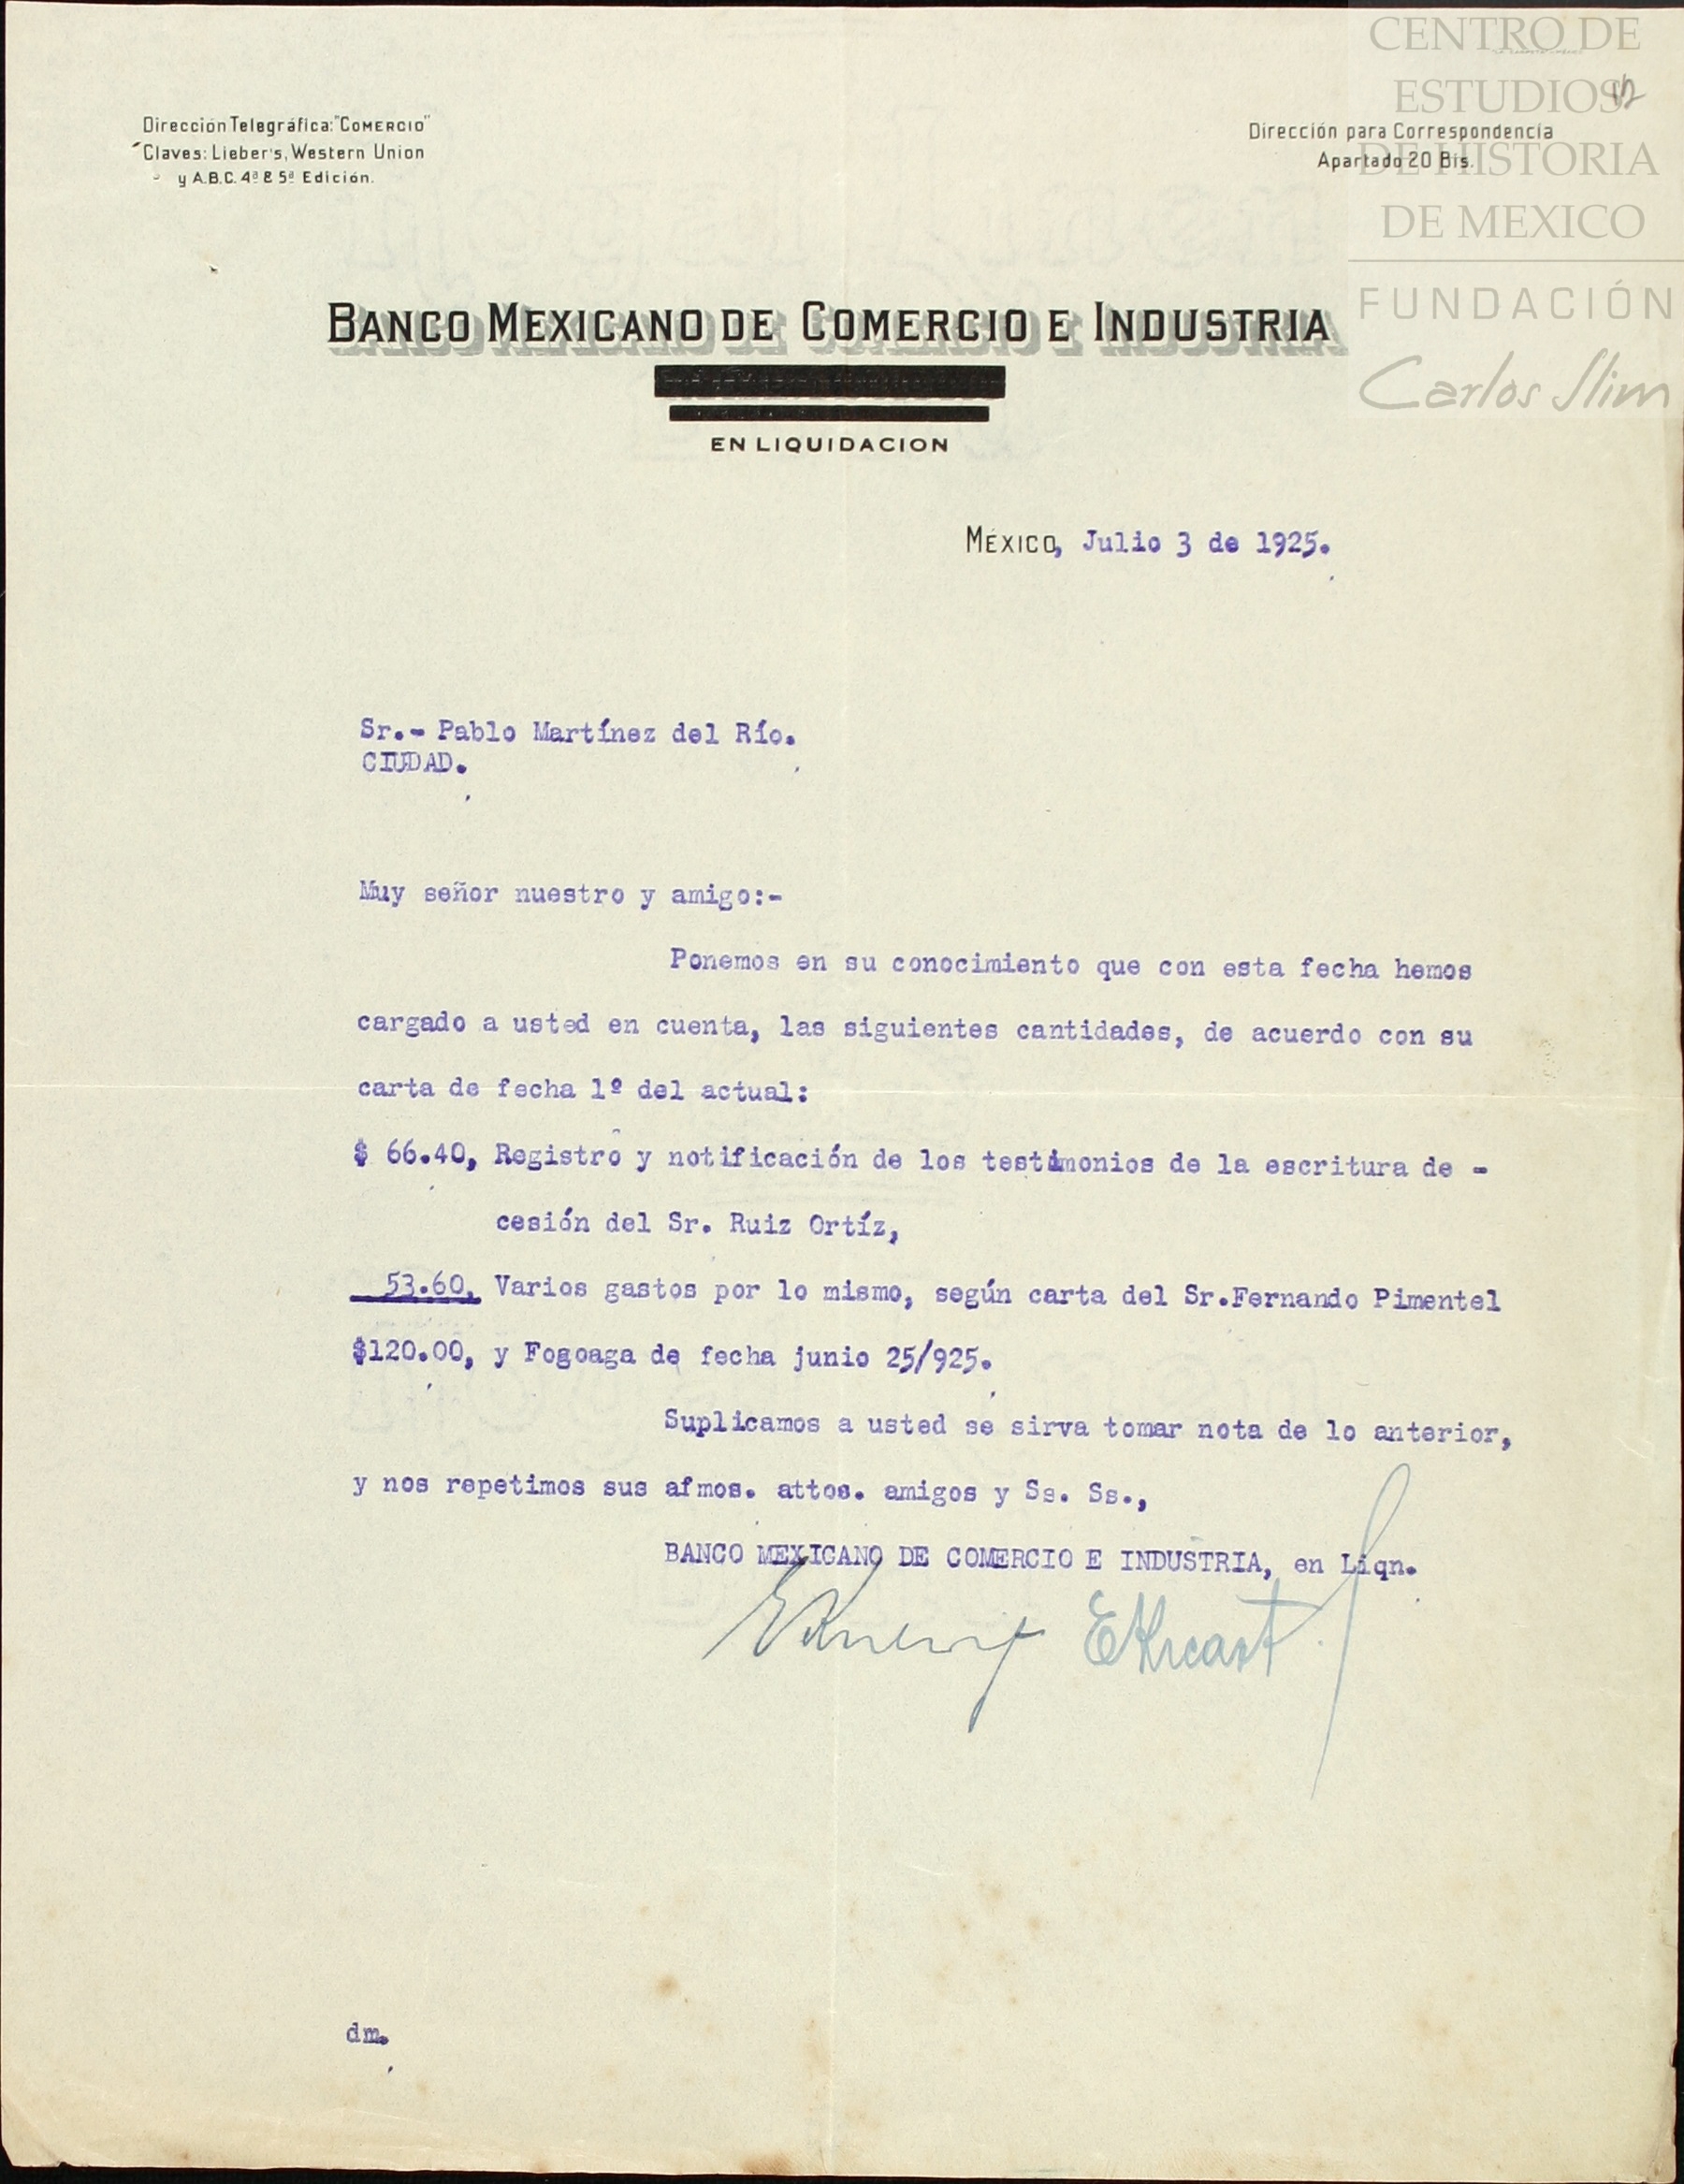 CENTRO DE
ESTUDIOS
DE HISTORIA
DE MEXICO
FUNDACIÓN
Carlos Slim
Dirección Telegráfica: "COMERCIO"
Claves: Lieber's, Western Union
y A.B.C. 4ª & 5ª Edición.
Dirección para Correspondencia
Apartado 20 Bis.
BANCO MEXICANO DE COMERCIO E INDUSTRIA
EN LIQUIDACION
MÉXICO, Julio 3 de 1925.
Sr.- Pablo Martínez del Río.
CIUDAD.
Muy señor nuestro y amigo:-
Ponemos en su conocimiento que con esta fecha hemos
cargado a usted en cuenta, las siguientes cantidades, de acuerdo con su
carta de fecha 1º del actual:
$ 66.40, Registro y notificación de los testimonios de la escritura de -
cesión del Sr. Ruiz Ortíz,
53.60, Varios gastos por lo mismo, según carta del Sr.Fernando Pimentel
$120.00, y Fogoaga de fecha junio 25/925.
Suplicamos a usted se sirva tomar nota de lo anterior,
y nos repetimos sus afmos. attos. amigos y Ss. Ss.,
BANCO MEXICANO DE COMERCIO E INDUSTRIA, en Liqn.
dm.